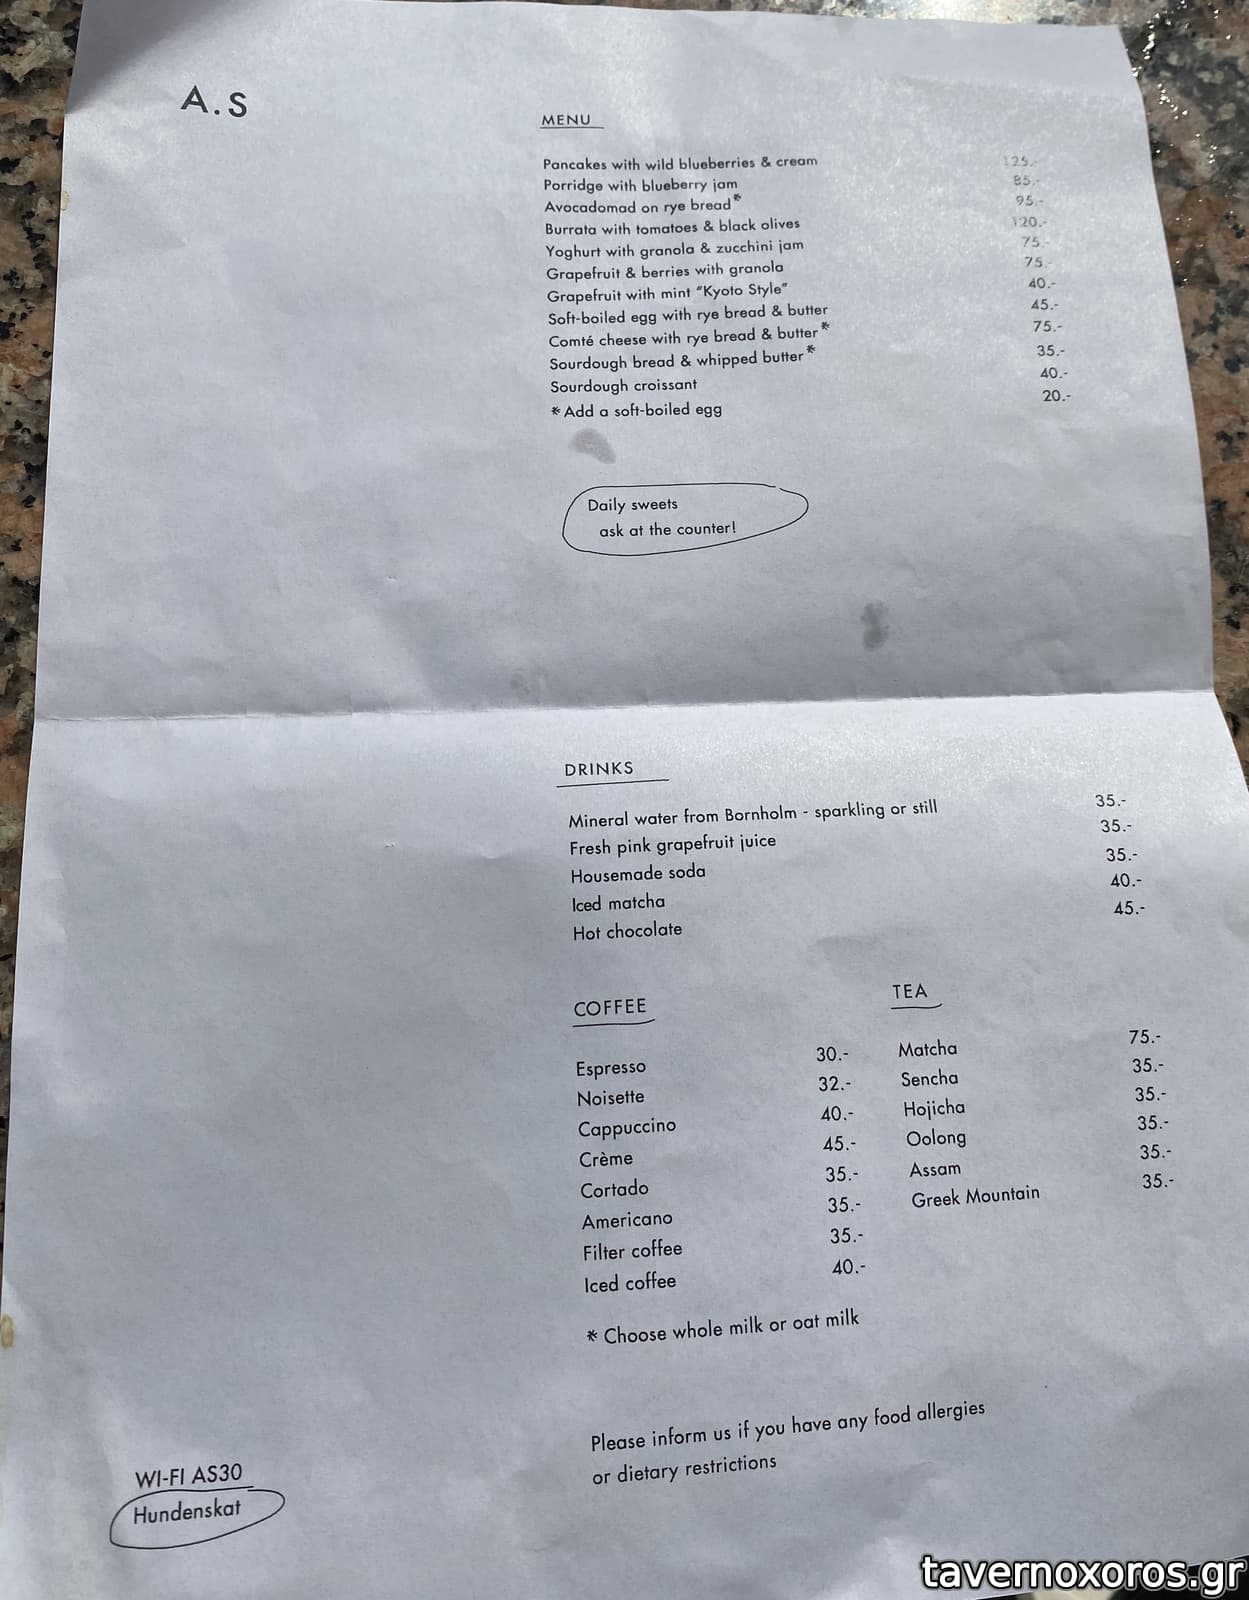 A.S
MENU
Pancakes with wild blueberries & cream 125.-
Porridge with blueberry jam 85.-
Avocadomad on rye bread* 95.-
Burrata with tomatoes & black olives 120.-
Yoghurt with granola & zucchini jam 75.-
Grapefruit & berries with granola 75.-
Grapefruit with mint “Kyoto Style” 40.-
Soft-boiled egg with rye bread & butter 45.-
Comté cheese with rye bread & butter* 75.-
Sourdough bread & whipped butter* 35.-
Sourdough croissant 40.-
* Add a soft-boiled egg 20.-
Daily sweets
ask at the counter!
DRINKS
Mineral water from Bornholm - sparkling or still 35.-
Fresh pink grapefruit juice 35.-
Housemade soda 35.-
Iced matcha 40.-
Hot chocolate 45.-
COFFEE
Espresso 30.-
Noisette 32.-
Cappuccino 40.-
Crème 45.-
Cortado 35.-
Americano 35.-
Filter coffee 35.-
Iced coffee 40.-
* Choose whole milk or oat milk
TEA
Matcha 75.-
Sencha 35.-
Hojicha 35.-
Oolong 35.-
Assam 35.-
Greek Mountain 35.-
Please inform us if you have any food allergies
or dietary restrictions
WI-FI AS30
Hundenskat
tavernoxoros.gr